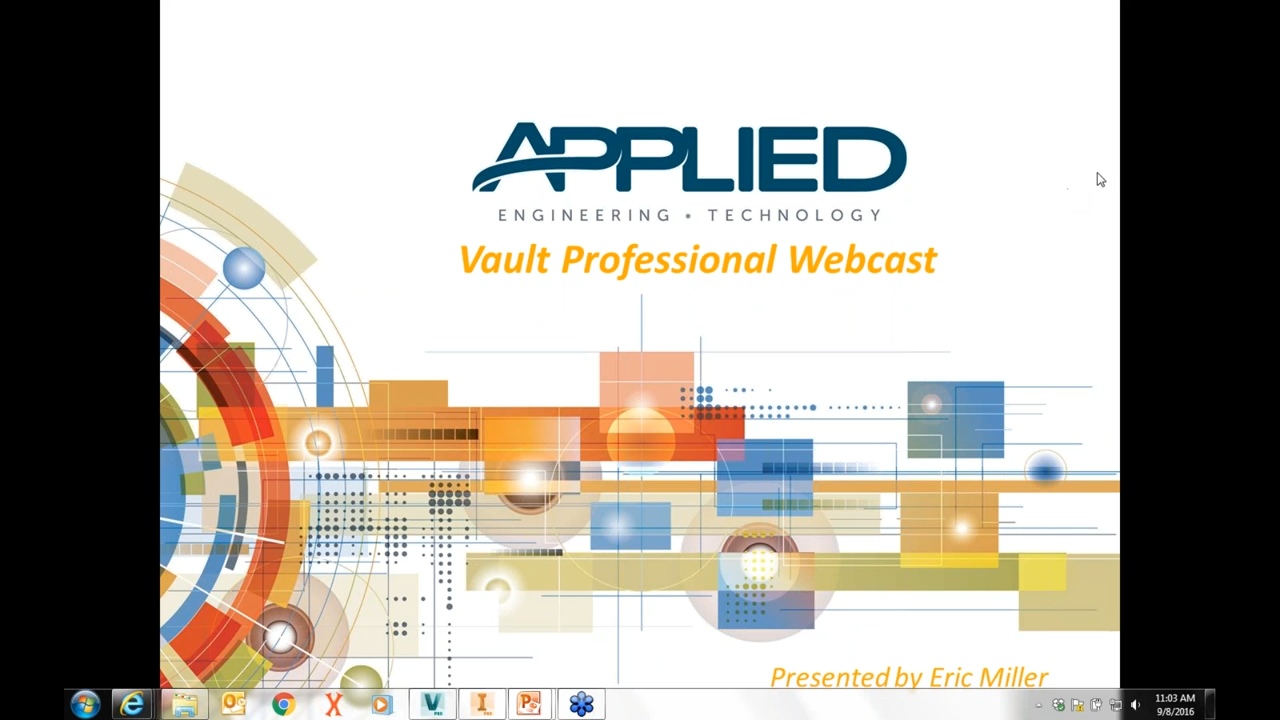 APPLIED
ENGINEERING • TECHNOLOGY
Vault Professional Webcast
Presented by Eric Miller
11:03 AM
9/8/2016